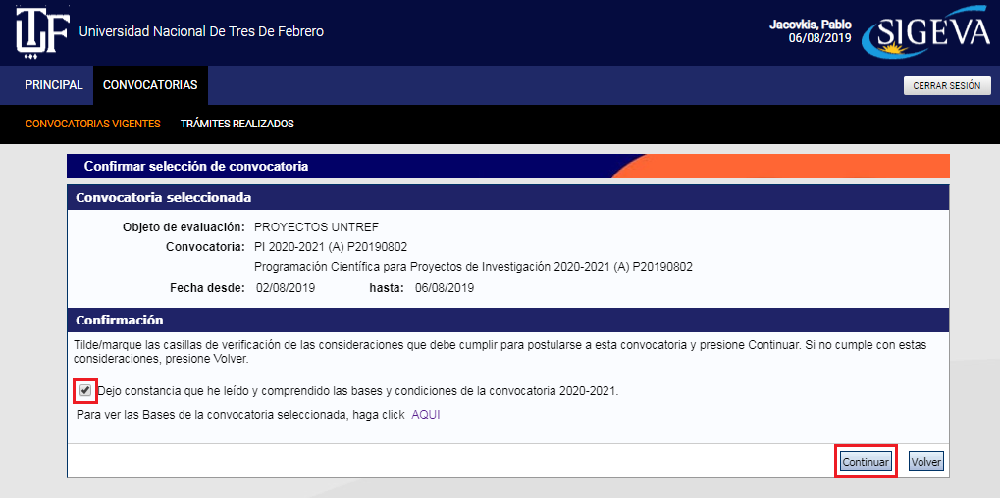 UNTREF
Universidad Nacional De Tres De Febrero
Jacovkis, Pablo
06/08/2019
SIGEVA
PRINCIPAL
CONVOCATORIAS
CERRAR SESIÓN
CONVOCATORIAS VIGENTES
TRÁMITES REALIZADOS
Confirmar selección de convocatoria
Convocatoria seleccionada
Objeto de evaluación: PROYECTOS UNTREF
Convocatoria: PI 2020-2021 (A) P20190802
Programación Científica para Proyectos de Investigación 2020-2021 (A) P20190802
Fecha desde: 02/08/2019 hasta: 06/08/2019
Confirmación
Tilde/marque las casillas de verificación de las consideraciones que debe cumplir para postularse a esta convocatoria y presione Continuar. Si no cumple con estas
consideraciones, presione Volver.
Dejo constancia que he leído y comprendido las bases y condiciones de la convocatoria 2020-2021.
Para ver las Bases de la convocatoria seleccionada, haga click AQUI
Continuar
Volver